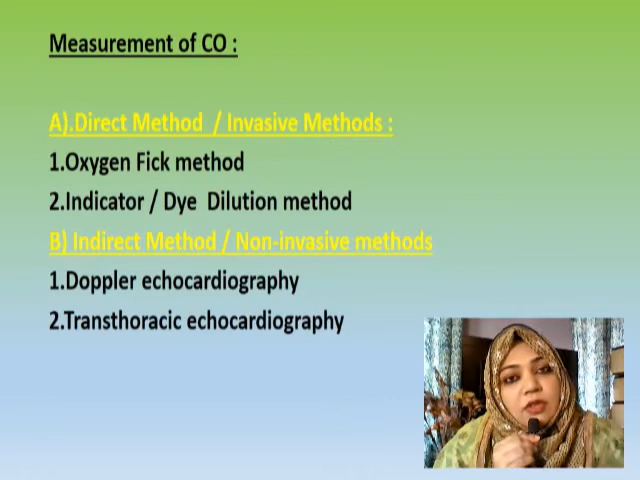 Measurement of CO :
A).Direct Method / Invasive Methods :
1.Oxygen Fick method
2.Indicator / Dye Dilution method
B) Indirect Method / Non-invasive methods
1.Doppler echocardiography
2.Transthoracic echocardiography